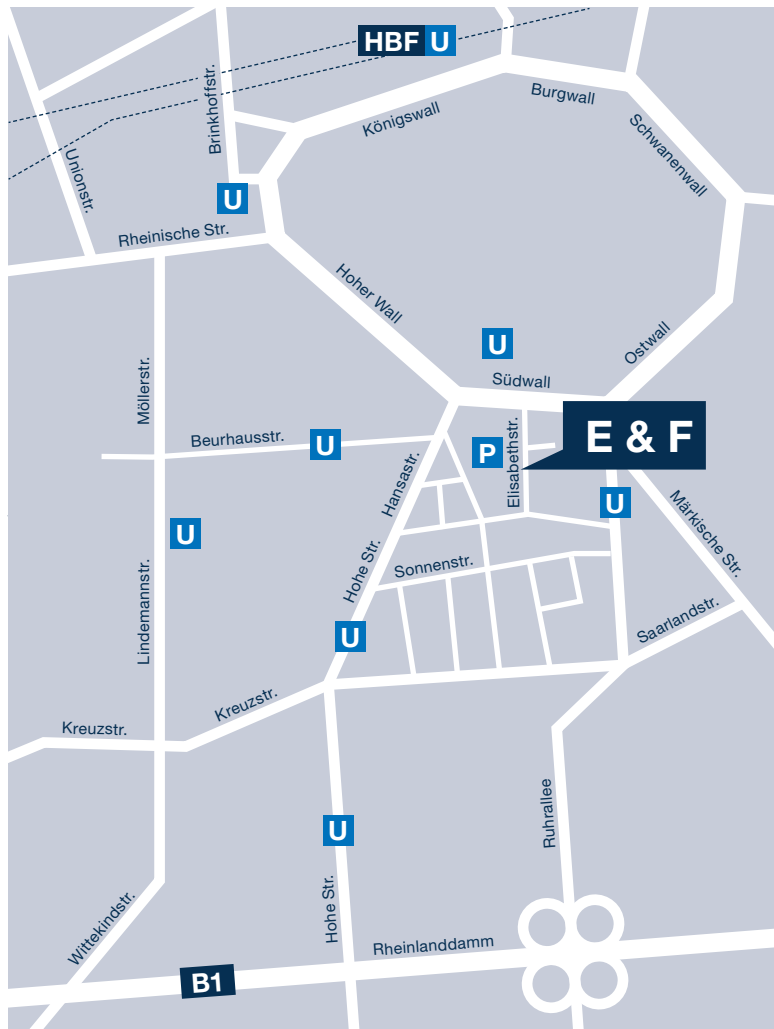 HBF U
Burgwall
Königswall
Brinkhoffstr.
Schwanenwall
Unionstr.
U
Rheinische Str.
Hoher Wall
U
Ostwall
Südwall
Möllerstr.
Beurhausstr.
U
P
Elisabethstr.
E & F
Hansastr.
U
U
Märkische Str.
Sonnenstr.
Hohe Str.
Lindemannstr.
Saarlandstr.
U
Kreuzstr.
Kreuzstr.
Ruhrallee
U
Hohe Str.
Wittekindstr.
Rheinlanddamm
B1